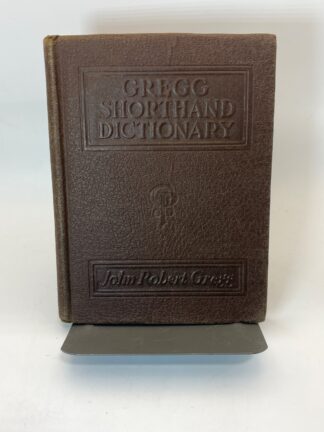 GREGG
SHORTHAND
DICTIONARY
John Robert Gregg